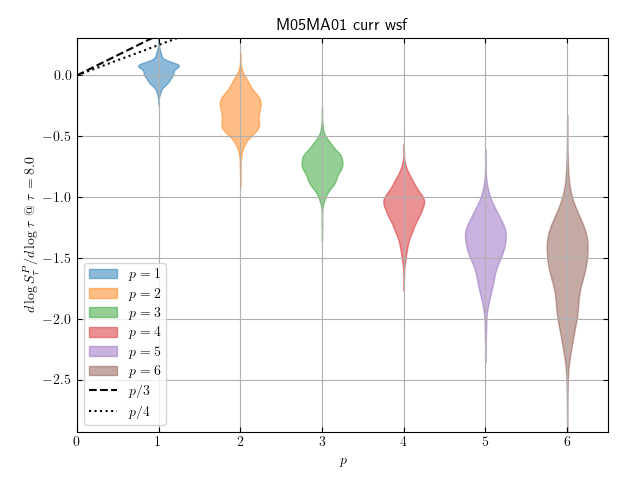 M05MA01 curr wsf
d log S_τ^P / d log τ @ τ = 8.0
0.0
−0.5
−1.0
−1.5
−2.0
−2.5
p = 1
p = 2
p = 3
p = 4
p = 5
p = 6
p/3
p/4
0 1 2 3 4 5 6
p